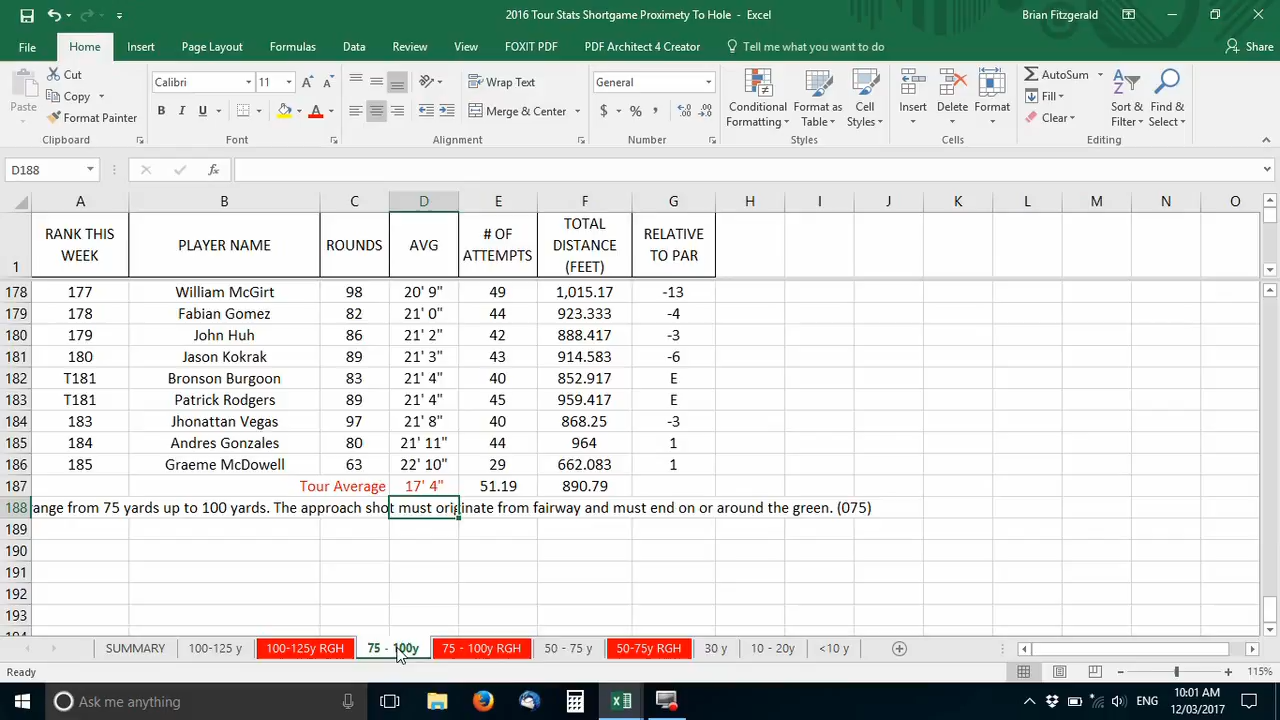 2016 Tour Stats Shortgame Proximety To Hole - Excel
Brian Fitzgerald
File Home Insert Page Layout Formulas Data Review View FOXIT PDF PDF Architect 4 Creator Tell me what you want to do Share
Paste
Cut
Copy
Format Painter
Clipboard
Calibri 11
B I U
Font
Wrap Text
Merge & Center
Alignment
General
$ % ,
Number
Conditional Formatting
Format as Table
Cell Styles
Styles
Insert Delete Format
Cells
AutoSum
Fill
Clear
Sort & Filter
Find & Select
Editing
D188
fx
A B C D E F G H I J K L M N O
1 RANK THIS WEEK PLAYER NAME ROUNDS AVG # OF ATTEMPTS TOTAL DISTANCE (FEET) RELATIVE TO PAR
178 177 William McGirt 98 20' 9" 49 1,015.17 -13
179 178 Fabian Gomez 82 21' 0" 44 923.333 -4
180 179 John Huh 86 21' 2" 42 888.417 -3
181 180 Jason Kokrak 89 21' 3" 43 914.583 -6
182 T181 Bronson Burgoon 83 21' 4" 40 852.917 E
183 T181 Patrick Rodgers 89 21' 4" 45 959.417 E
184 183 Jhonattan Vegas 97 21' 8" 40 868.25 -3
185 184 Andres Gonzales 80 21' 11" 44 964 1
186 185 Graeme McDowell 63 22' 10" 29 662.083 1
187 Tour Average 17' 4" 51.19 890.79
188 ange from 75 yards up to 100 yards. The approach shot must originate from fairway and must end on or around the green. (075)
189
190
191
192
193
SUMMARY 100-125 y 100-125y RGH 75 - 100y 75 - 100y RGH 50 - 75 y 50-75y RGH 30 y 10 - 20y <10 y
Ready
115%
Ask me anything
ENG
10:01 AM
12/03/2017